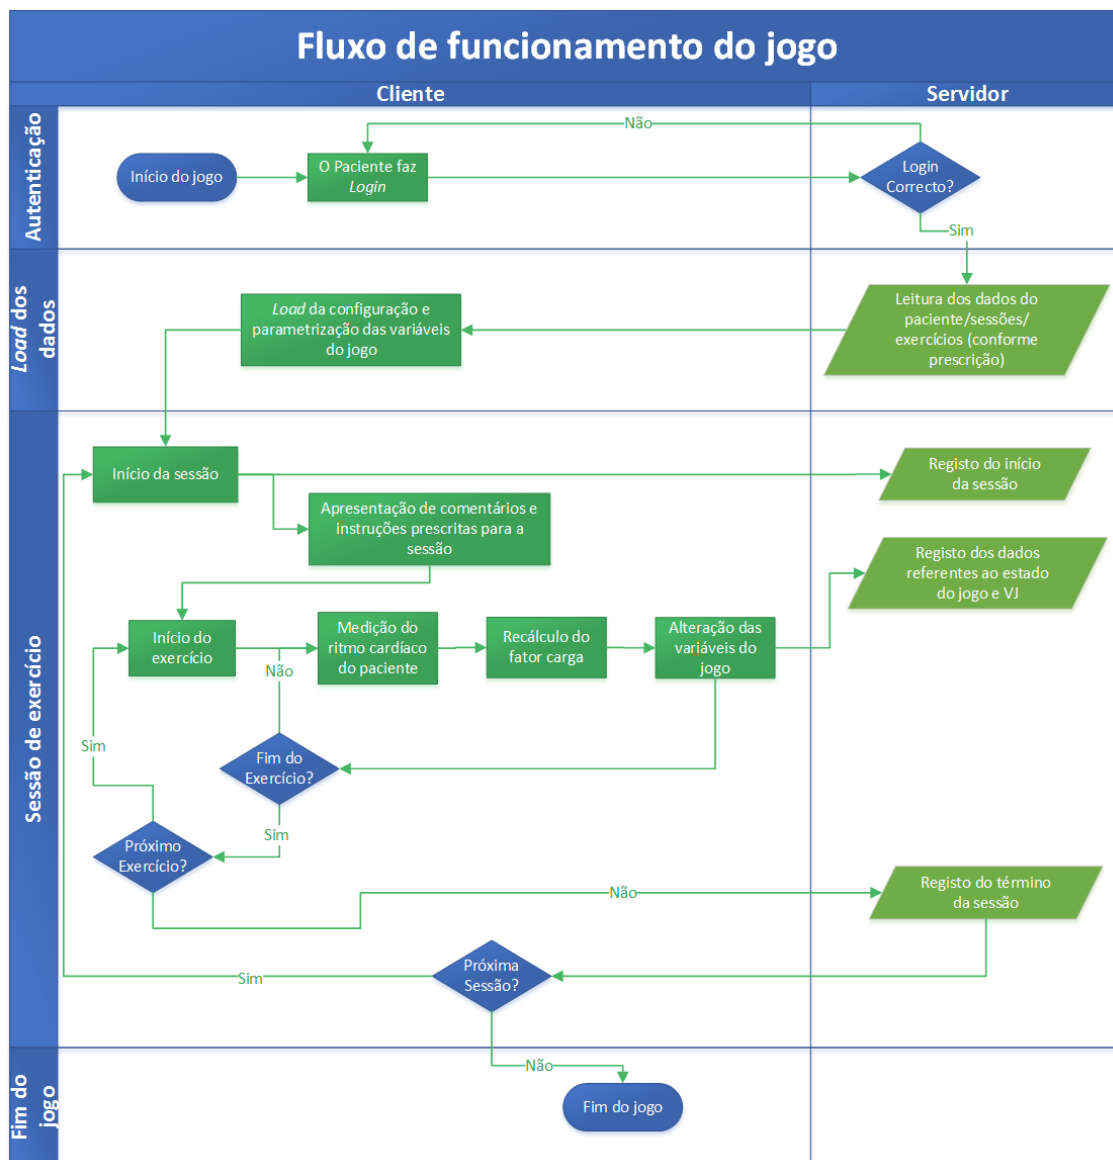 Fluxo de funcionamento do jogo
Cliente
Servidor
Autenticação
Não
Início do jogo
O Paciente faz
Login
Login
Correcto?
Sim
Load dos
dados
Load da configuração e
parametrização das variáveis
do jogo
Leitura dos dados do
paciente/sessões/
exercícios (conforme
prescrição)
Sessão de exercício
Início da sessão
Registo do início
da sessão
Apresentação de comentários e
instruções prescritas para a
sessão
Registo dos dados
referentes ao estado
do jogo e VJ
Início do
exercício
Não
Medição do
ritmo cardíaco
do paciente
Recálculo do
fator carga
Alteração das
variáveis do
jogo
Sim
Fim do
Exercício?
Sim
Próximo
Exercício?
Não
Registo do término
da sessão
Sim
Próxima
Sessão?
Não
Fim do
jogo
Fim do jogo